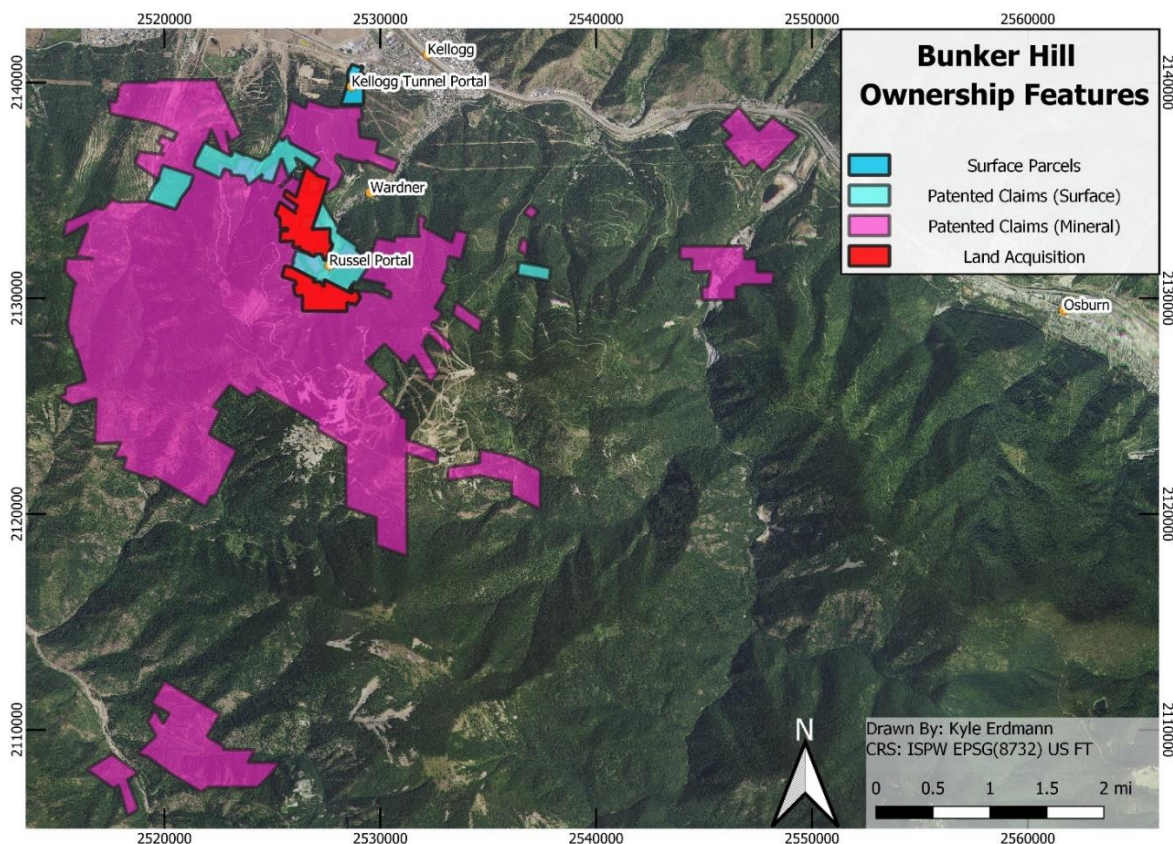 2520000 2530000 2540000 2550000 2560000
Bunker Hill
Ownership Features
Surface Parcels
Patented Claims (Surface)
Patented Claims (Mineral)
Land Acquisition
Kellogg
Kellogg Tunnel Portal
Wardner
Russel Portal
Osburn
2140000 2140000
2130000 2130000
2120000 2120000
2110000 2110000
N
Drawn By: Kyle Erdmann
CRS: ISPW EPSG(8732) US FT
0 0.5 1 1.5 2 mi
2520000 2530000 2540000 2550000 2560000